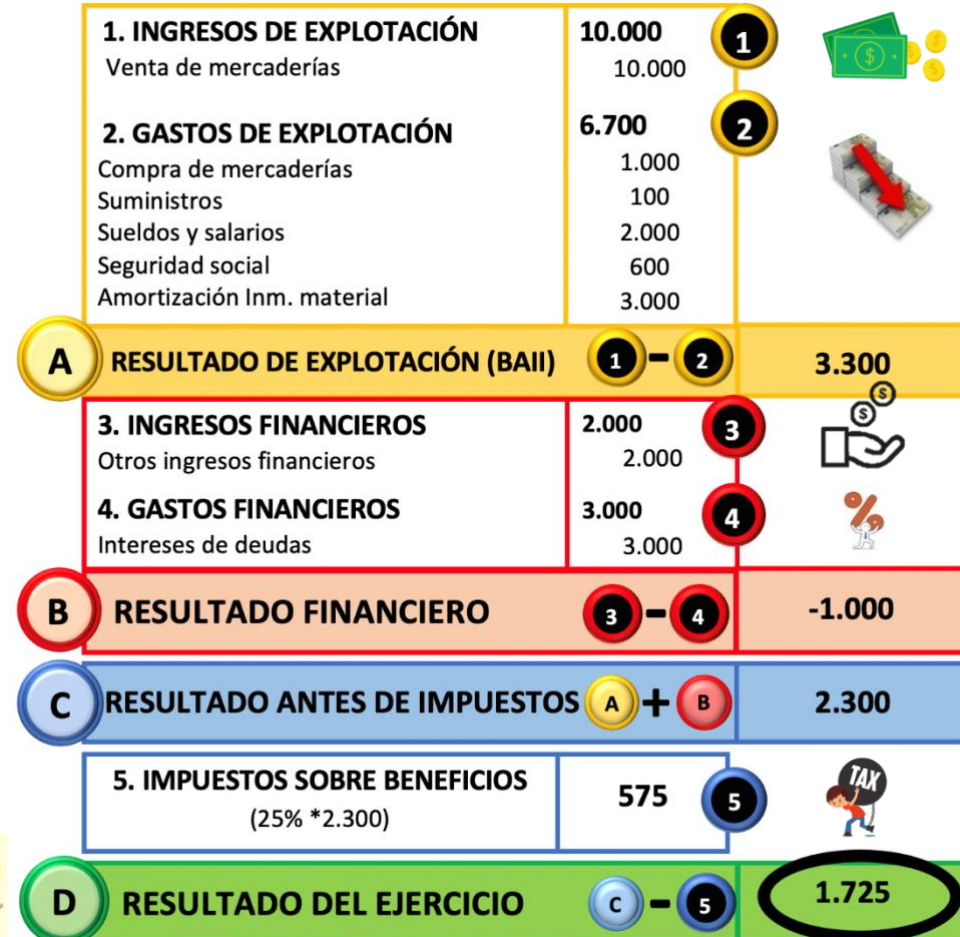 1. INGRESOS DE EXPLOTACIÓN 10.000 1
Venta de mercaderías 10.000
2. GASTOS DE EXPLOTACIÓN 6.700 2
Compra de mercaderías 1.000
Suministros 100
Sueldos y salarios 2.000
Seguridad social 600
Amortización Inm. material 3.000
A RESULTADO DE EXPLOTACIÓN (BAII) 1 - 2 3.300
3. INGRESOS FINANCIEROS 2.000 3
Otros ingresos financieros 2.000
4. GASTOS FINANCIEROS 3.000 4
Intereses de deudas 3.000
B RESULTADO FINANCIERO 3 - 4 -1.000
C RESULTADO ANTES DE IMPUESTOS A + B 2.300
5. IMPUESTOS SOBRE BENEFICIOS 575 5
(25% *2.300)
TAX
D RESULTADO DEL EJERCICIO C - 5 1.725